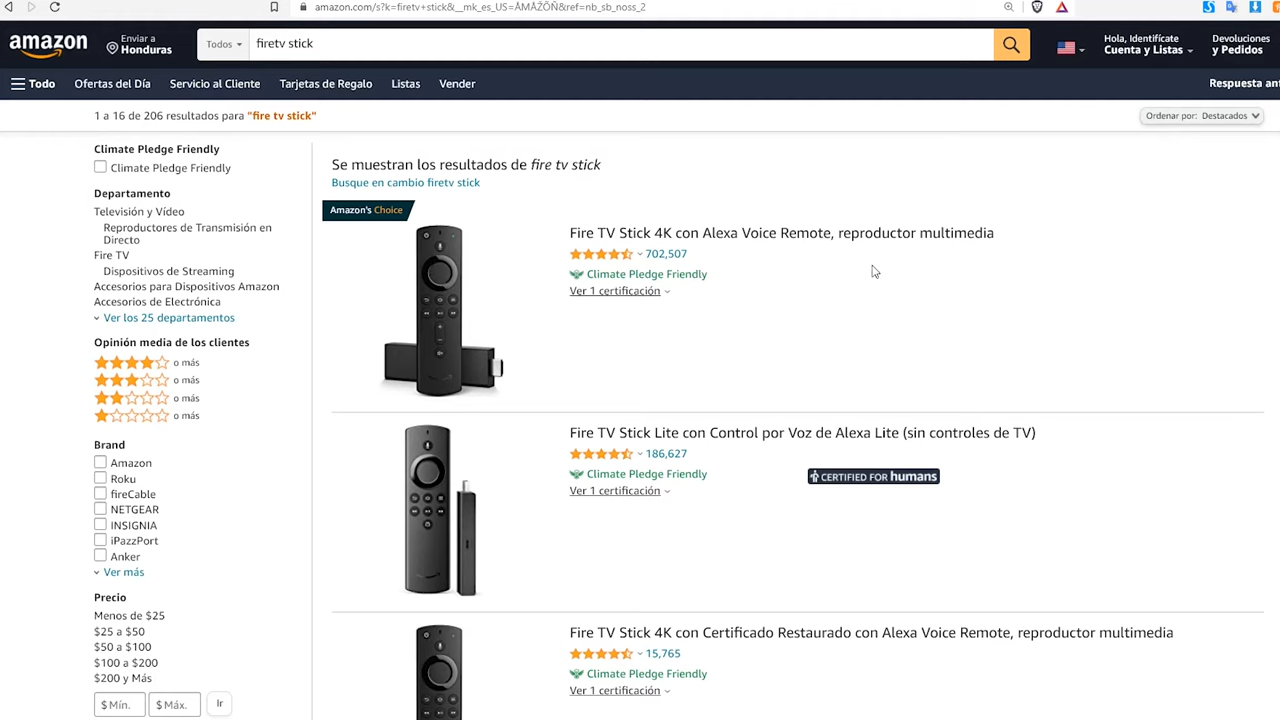 amazon.com/s?k=firetv+stick&__mk_es_US=ÅMÅŽÕÑ&ref=nb_sb_noss_2
amazon
Enviar a
Honduras
Todos
firetv stick
Hola, Identifícate
Cuenta y Listas
Devoluciones
y Pedidos
Todo
Ofertas del Día
Servicio al Cliente
Tarjetas de Regalo
Listas
Vender
Respuesta ant
1 a 16 de 206 resultados para "fire tv stick"
Ordenar por: Destacados
Climate Pledge Friendly
Climate Pledge Friendly
Departamento
Televisión y Vídeo
Reproductores de Transmisión en
Directo
Fire TV
Dispositivos de Streaming
Accesorios para Dispositivos Amazon
Accesorios de Electrónica
Ver los 25 departamentos
Opinión media de los clientes
o más
o más
o más
o más
Brand
Amazon
Roku
fireCable
NETGEAR
INSIGNIA
iPazzPort
Anker
Ver más
Precio
Menos de $25
$25 a $50
$50 a $100
$100 a $200
$200 y Más
$ Mín.
$ Máx.
Ir
Se muestran los resultados de fire tv stick
Busque en cambio firetv stick
Amazon's Choice
Fire TV Stick 4K con Alexa Voice Remote, reproductor multimedia
702,507
Climate Pledge Friendly
Ver 1 certificación
Fire TV Stick Lite con Control por Voz de Alexa Lite (sin controles de TV)
186,627
Climate Pledge Friendly
Ver 1 certificación
CERTIFIED FOR humans
Fire TV Stick 4K con Certificado Restaurado con Alexa Voice Remote, reproductor multimedia
15,765
Climate Pledge Friendly
Ver 1 certificación